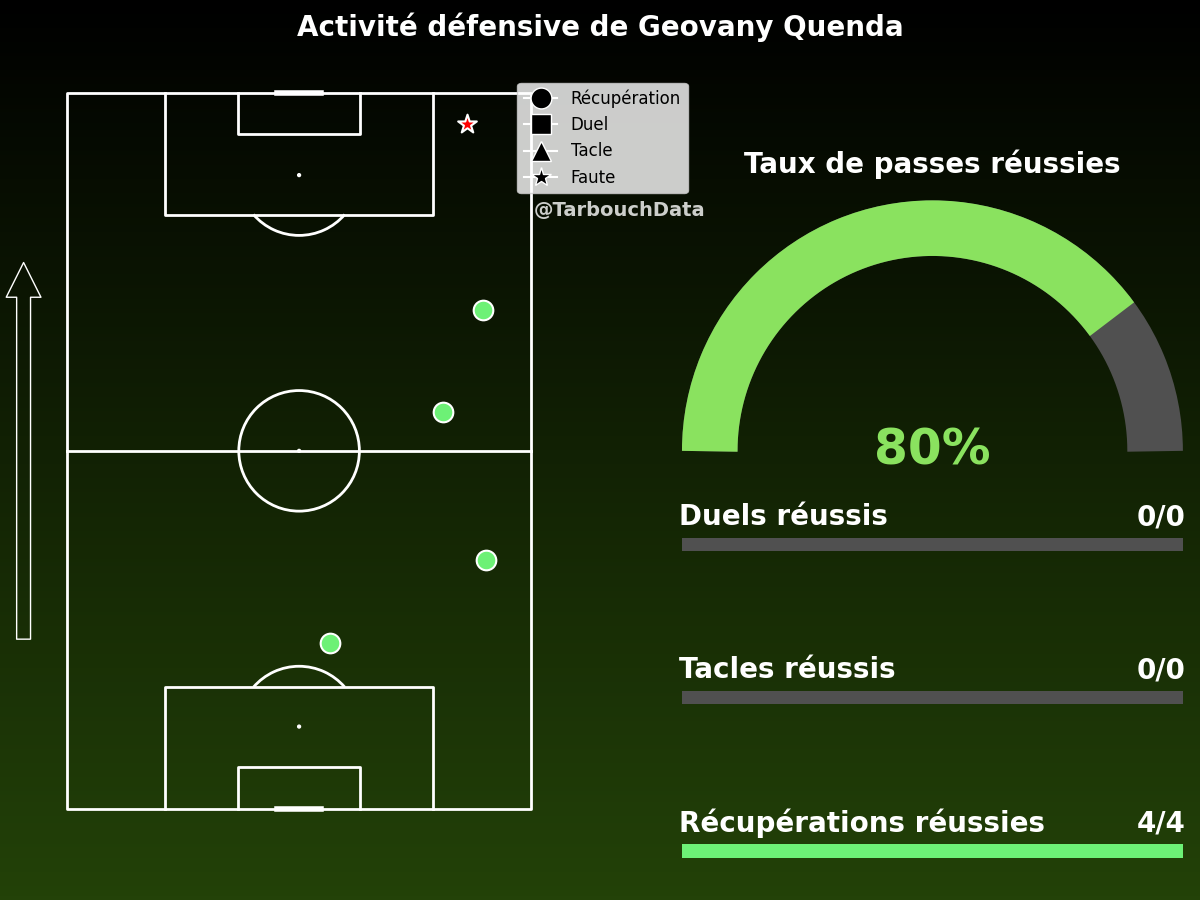 Activité défensive de Geovany Quenda
Récupération
Duel
Tacle
Faute
@TarbouchData
Taux de passes réussies
80%
Duels réussis 0/0
Tacles réussis 0/0
Récupérations réussies 4/4